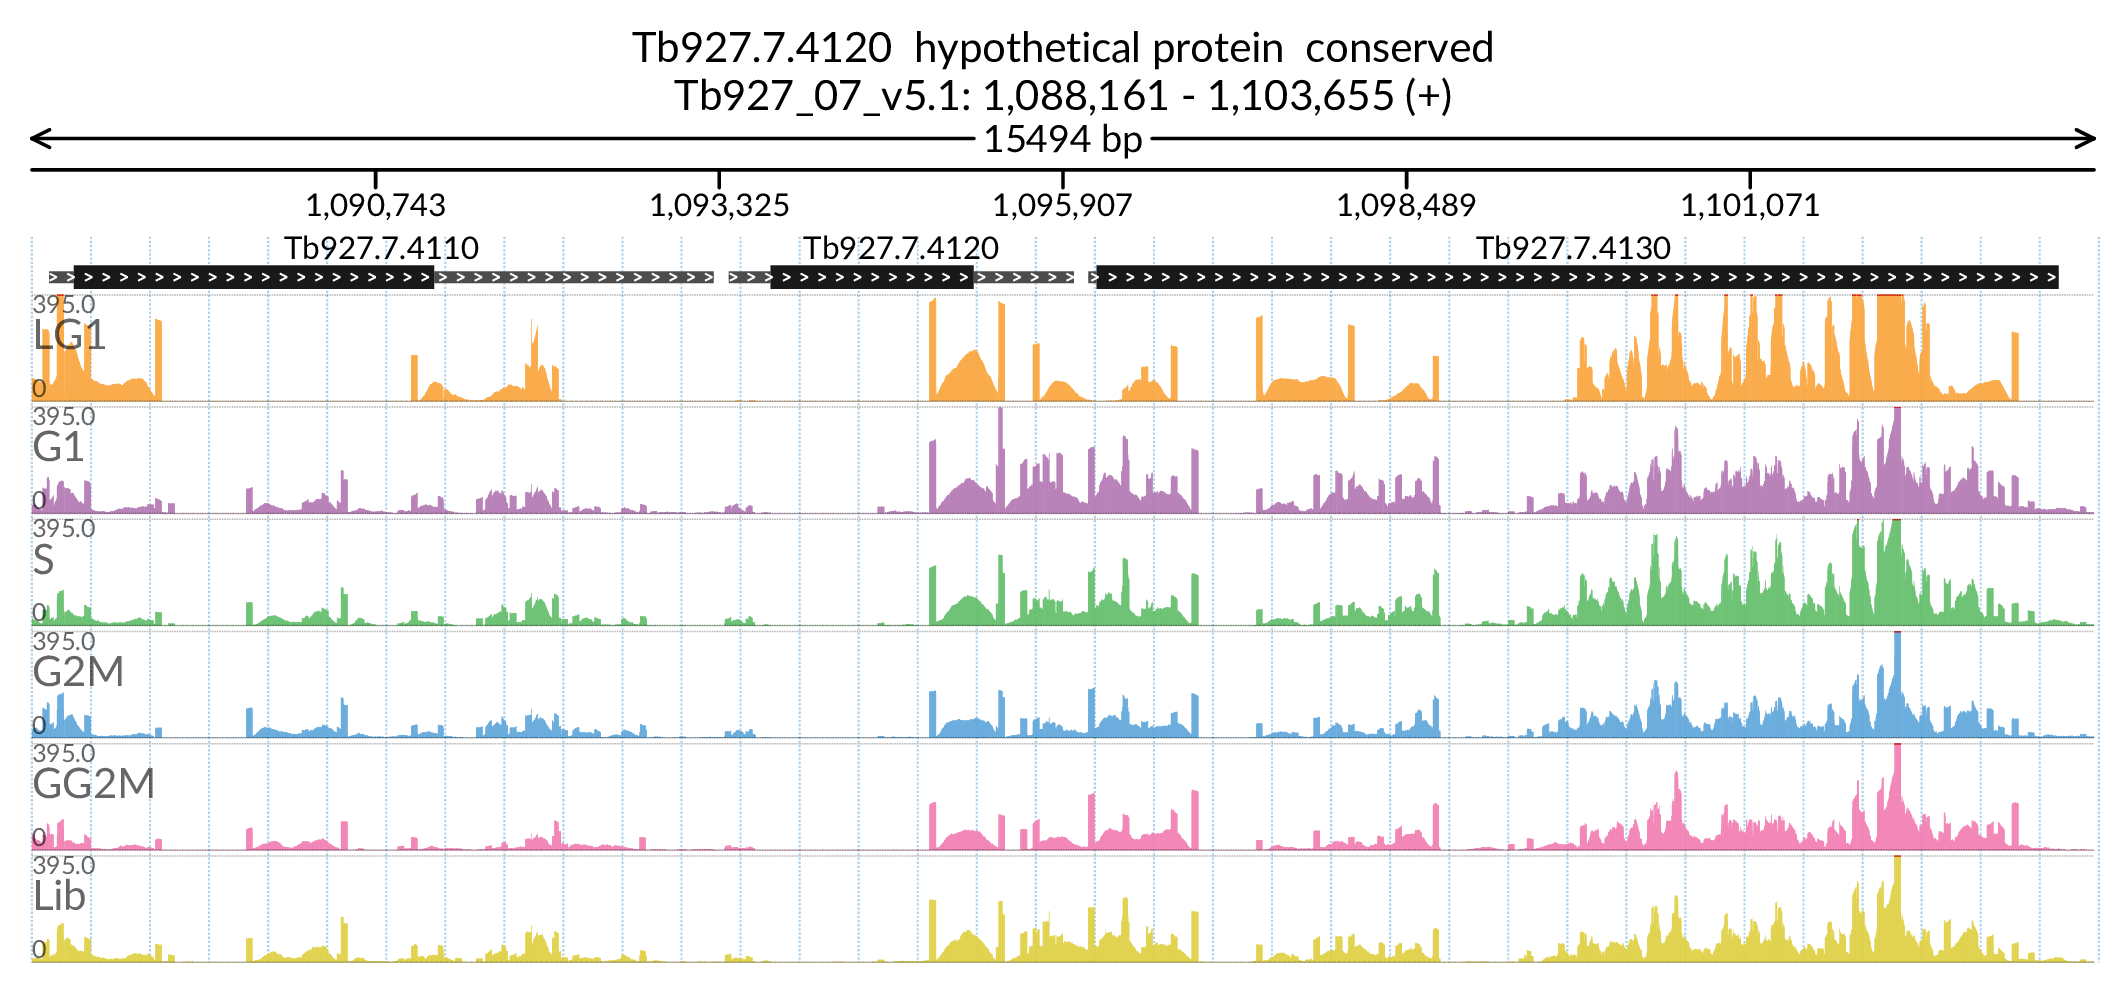 Tb927.7.4120 hypothetical protein conserved
Tb927_07_v5.1: 1,088,161 - 1,103,655 (+)
15494 bp
1,090,743 1,093,325 1,095,907 1,098,489 1,101,071
Tb927.7.4110 Tb927.7.4120 Tb927.7.4130
395.0
LG1
0
395.0
G1
0
395.0
S
0
395.0
G2M
0
395.0
GG2M
0
395.0
Lib
0